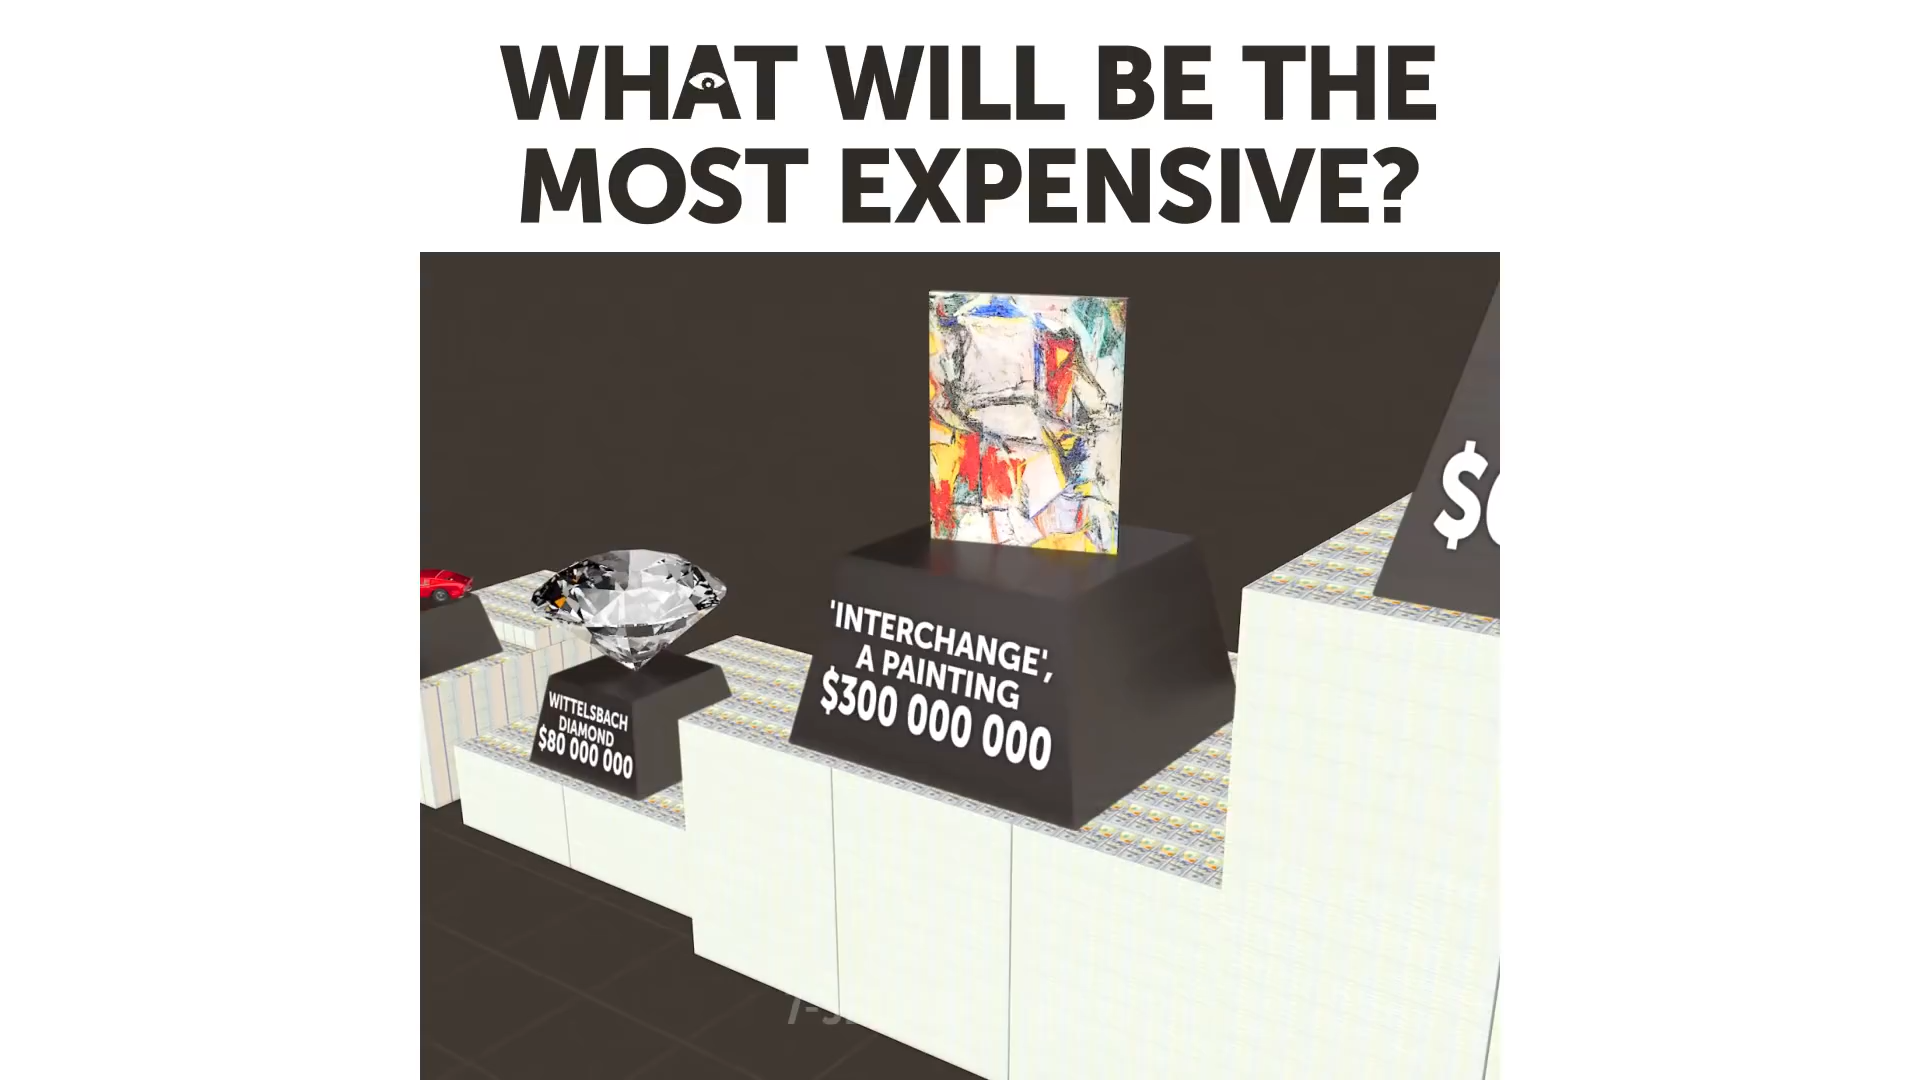 WHAT WILL BE THE
MOST EXPENSIVE?
'INTERCHANGE',
A PAINTING
$300 000 000
WITTELSBACH
DIAMOND
$80 000 000